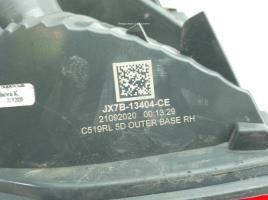 JX7B-13404-CE
21092020 00:13:29
C519RL 5D OUTER BASE RH